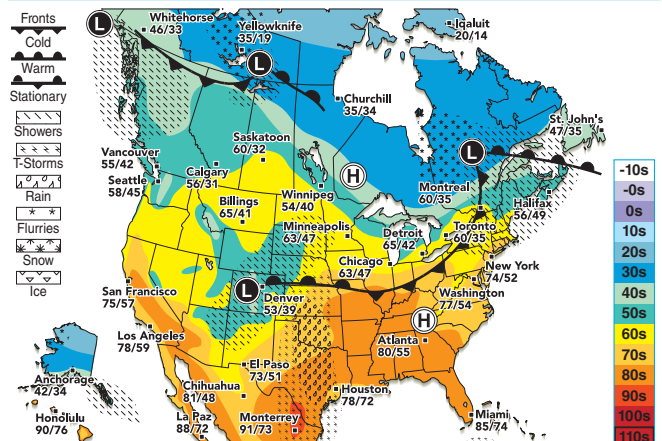 Fronts
Cold
Warm
Stationary
Showers
T-Storms
Rain
Flurries
Snow
Ice
L
Whitehorse
46/33
Yellowknife
35/19
Iqaluit
20/14
L
Churchill
35/34
St. John's
47/35
Saskatoon
60/32
Vancouver
55/42
Calgary
56/31
L
H
Seattle
58/45
Winnipeg
54/40
Montreal
60/35
Halifax
56/49
Billings
65/41
Minneapolis
63/47
Detroit
65/42
Toronto
60/35
Chicago
63/47
New York
74/52
San Francisco
75/57
L
Denver
53/39
Washington
77/54
H
Los Angeles
78/59
Atlanta
80/55
El Paso
73/51
Anchorage
42/34
Chihuahua
81/48
Houston
78/72
Honolulu
90/76
La Paz
88/72
Monterrey
91/73
Miami
85/74
-10s
-0s
0s
10s
20s
30s
40s
50s
60s
70s
80s
90s
100s
110s